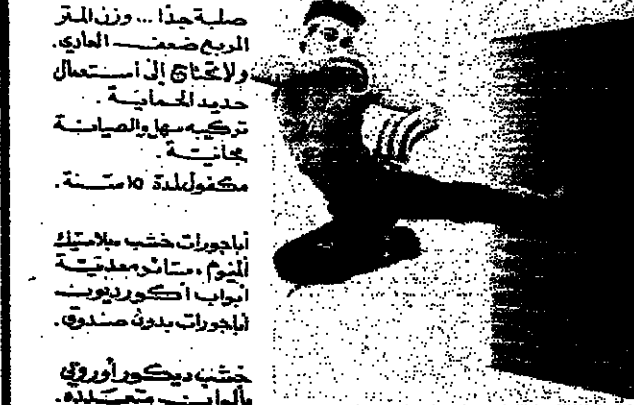 صلبة جدًا ... وزن المتر
المربع ضعف العادي.
ولا تحتاج إلى استعمال
حديد الحماية.
تركيبه سهل والصيانة
مجانية.
مكفول لمدة ١٥ سنة.
أباجورات خشب بلاستيك
ألمنيوم، ستائر معدنية
أبواب أكورديون
أباجورات بدون صندوق.
خشب ديكور أوروبي
بألوان متعددة.